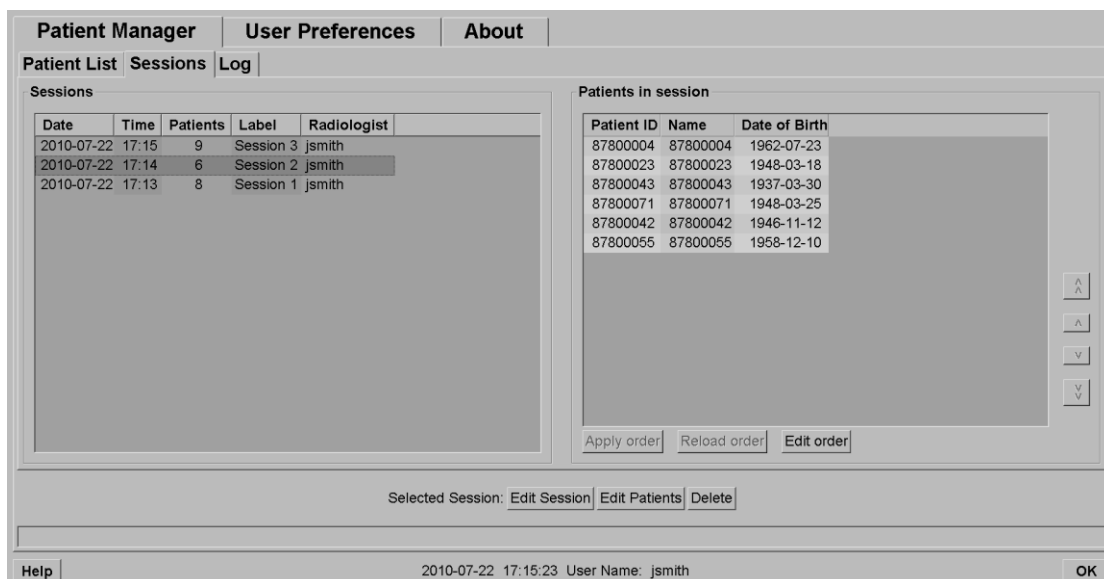 Patient Manager User Preferences About
Patient List Sessions Log
Sessions
Date Time Patients Label Radiologist
2010-07-22 17:15 9 Session 3 jsmith
2010-07-22 17:14 6 Session 2 jsmith
2010-07-22 17:13 8 Session 1 jsmith
Patients in session
Patient ID Name Date of Birth
87800004 87800004 1962-07-23
87800023 87800023 1948-03-18
87800043 87800043 1937-03-30
87800071 87800071 1948-03-25
87800042 87800042 1946-11-12
87800055 87800055 1958-12-10
Apply order Reload order Edit order
Selected Session: Edit Session Edit Patients Delete
Help 2010-07-22 17:15:23 User Name: jsmith OK